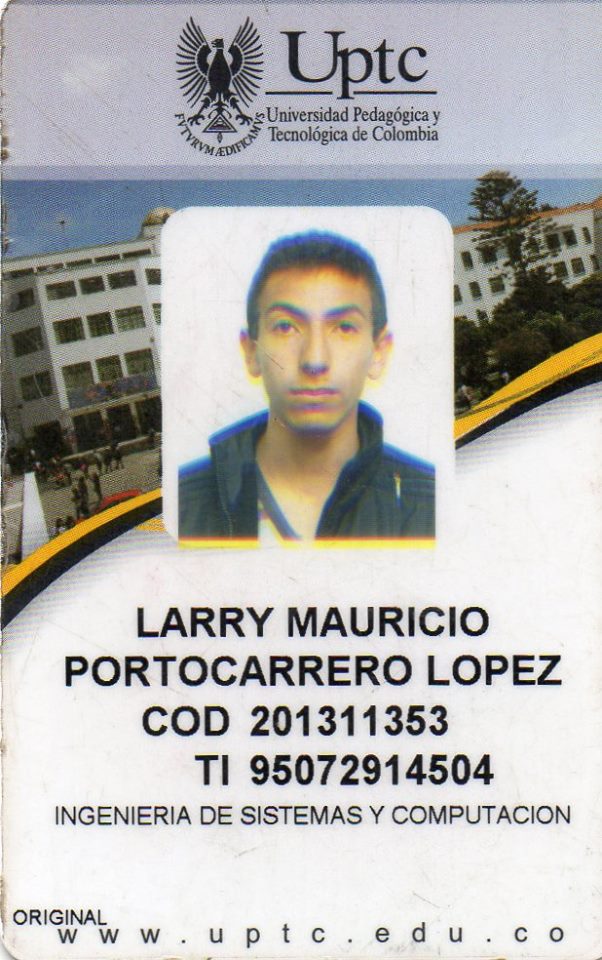 Uptc
Universidad Pedagógica y
Tecnológica de Colombia
FVTVRVM ÆDIFICAMVS
LARRY MAURICIO
PORTOCARRERO LOPEZ
COD 201311353
TI 95072914504
INGENIERIA DE SISTEMAS Y COMPUTACION
ORIGINAL
www.uptc.edu.co